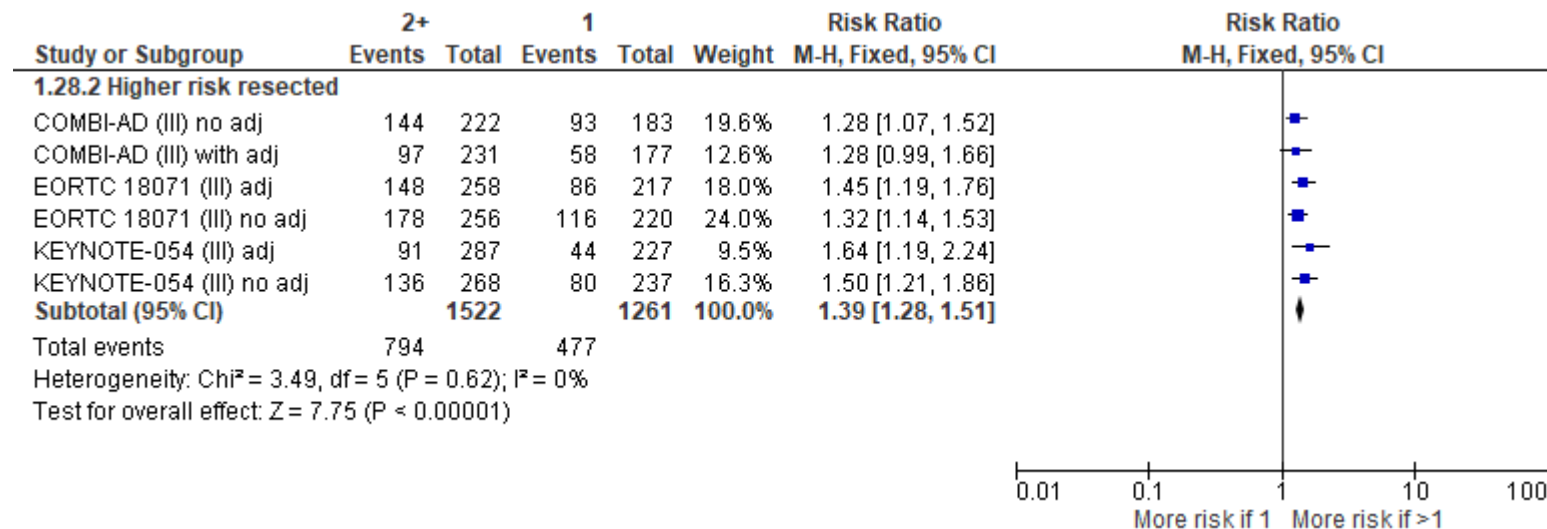 2+ 1 Risk Ratio Risk Ratio
Study or Subgroup Events Total Events Total Weight M-H, Fixed, 95% CI M-H, Fixed, 95% CI
1.28.2 Higher risk resected
COMBI-AD (III) no adj 144 222 93 183 19.6% 1.28 [1.07, 1.52]
COMBI-AD (III) with adj 97 231 58 177 12.6% 1.28 [0.99, 1.66]
EORTC 18071 (III) adj 148 258 86 217 18.0% 1.45 [1.19, 1.76]
EORTC 18071 (III) no adj 178 256 116 220 24.0% 1.32 [1.14, 1.53]
KEYNOTE-054 (III) adj 91 287 44 227 9.5% 1.64 [1.19, 2.24]
KEYNOTE-054 (III) no adj 136 268 80 237 16.3% 1.50 [1.21, 1.86]
Subtotal (95% CI) 1522 1261 100.0% 1.39 [1.28, 1.51]
Total events 794 477
Heterogeneity: Chi² = 3.49, df = 5 (P = 0.62); I² = 0%
Test for overall effect: Z = 7.75 (P < 0.00001)
0.01 0.1 1 10 100
More risk if 1 More risk if >1